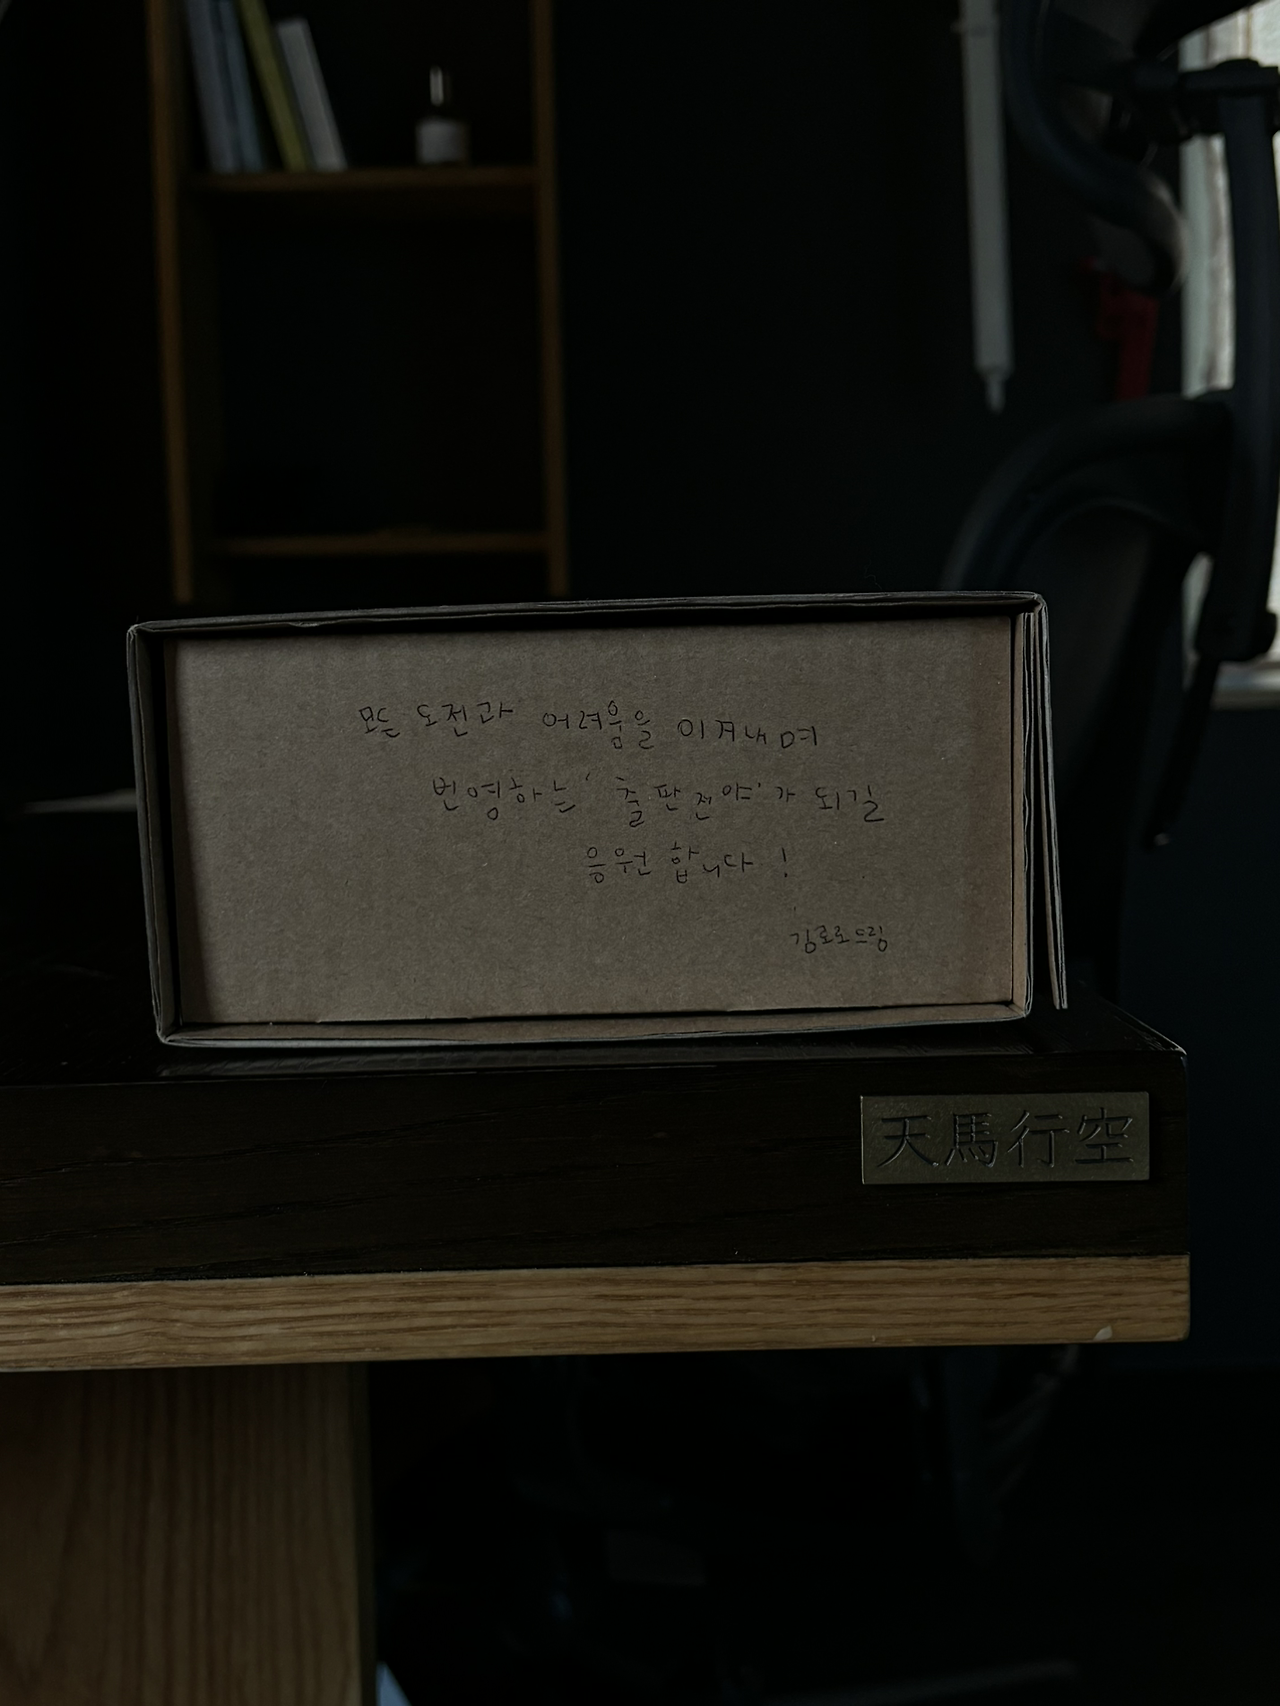 모든 도전과 어려움을 이겨내며
번영하는 '출판전야'가 되길
응원합니다!
김로로드림
天馬行空